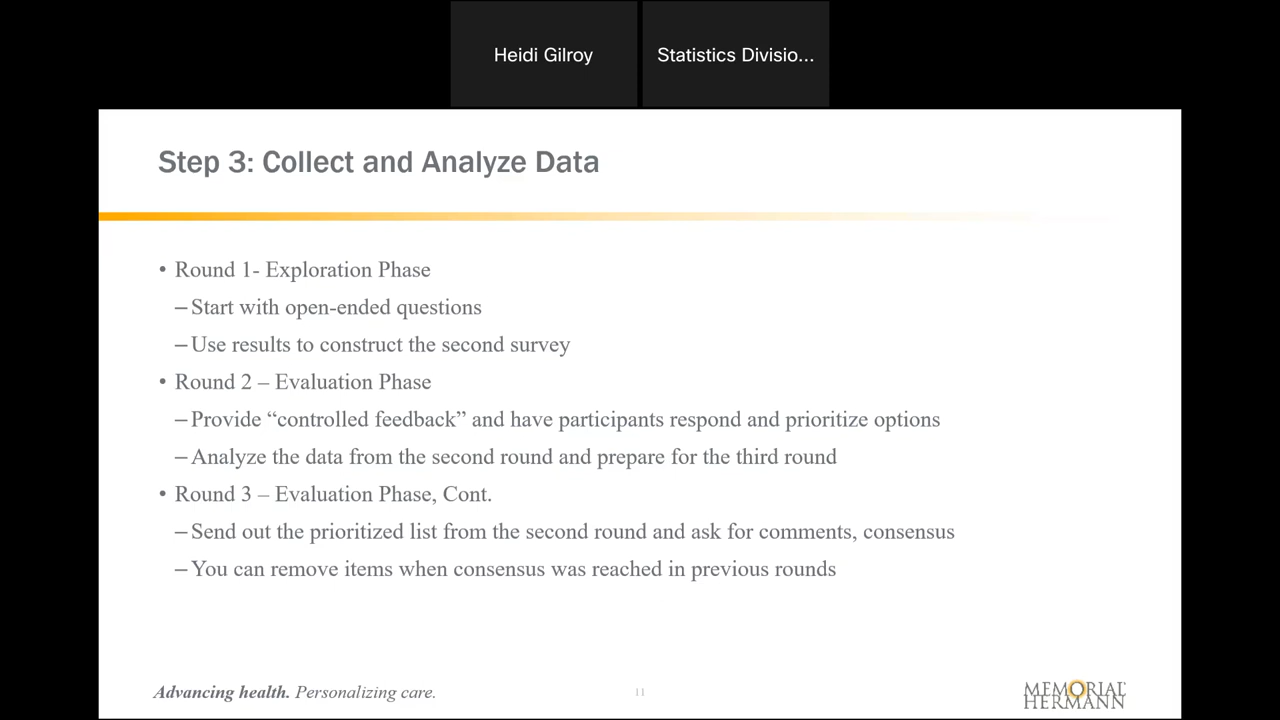 Heidi Gilroy
Statistics Divisio...
Step 3: Collect and Analyze Data
• Round 1- Exploration Phase
– Start with open-ended questions
– Use results to construct the second survey
• Round 2 – Evaluation Phase
– Provide “controlled feedback” and have participants respond and prioritize options
– Analyze the data from the second round and prepare for the third round
• Round 3 – Evaluation Phase, Cont.
– Send out the prioritized list from the second round and ask for comments, consensus
– You can remove items when consensus was reached in previous rounds
Advancing health. Personalizing care.
11
MEMORIAL
HERMANN